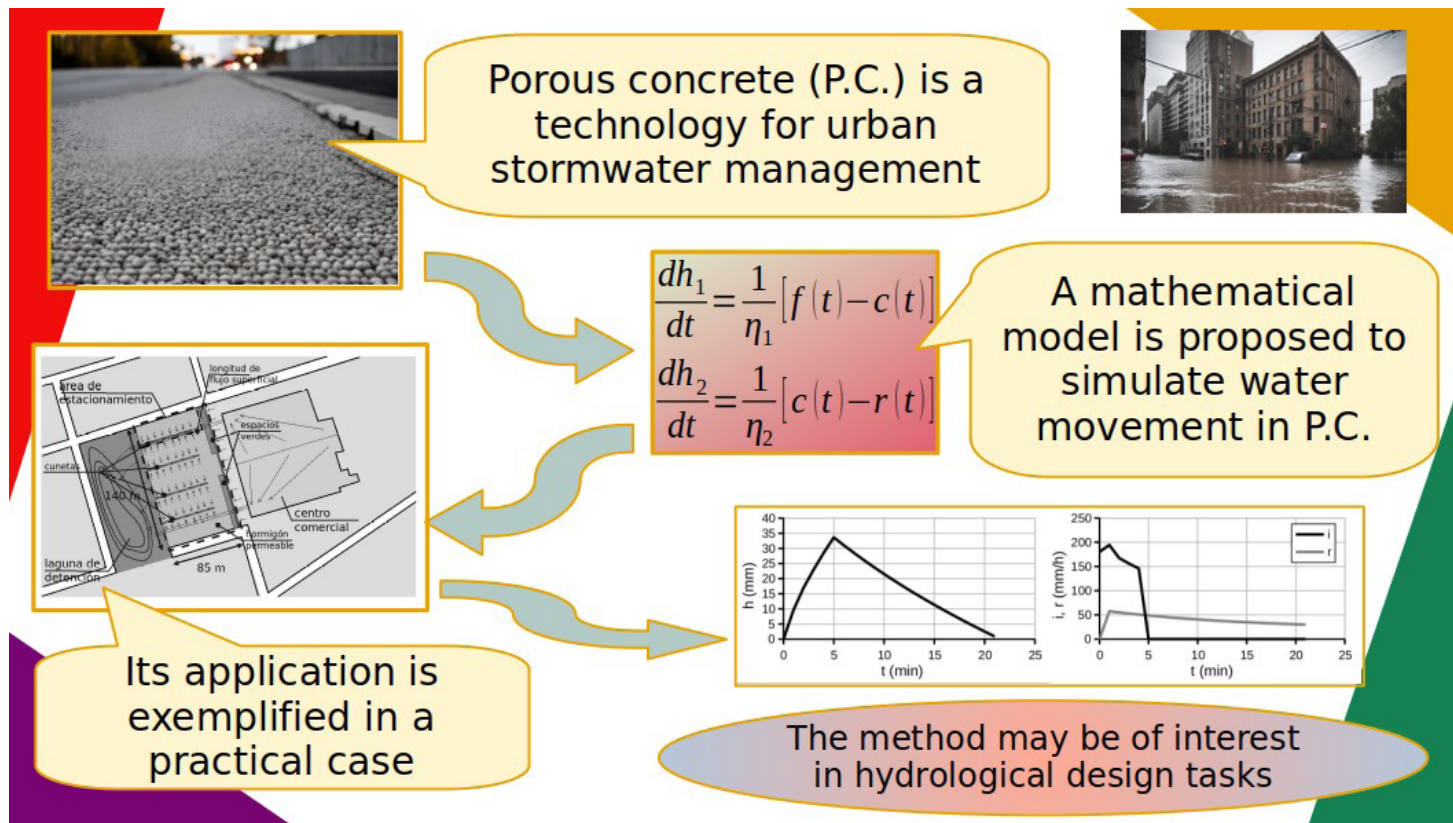 Porous concrete (P.C.) is a
technology for urban
stormwater management
dh₁/dt = 1/η₁ [f(t)−c(t)]
dh₂/dt = 1/η₂ [c(t)−r(t)]
A mathematical
model is proposed to
simulate water
movement in P.C.
longitud de
flujo superficial
área de
estacionamiento
espacios
verdes
cunetas
140 m
centro
comercial
hormigón
permeable
laguna de
detención
85 m
Its application is
exemplified in a
practical case
h (mm)
40
35
30
25
20
15
10
5
0
0 5 10 15 20 25
t (min)
i, r (mm/h)
250
200
150
100
50
0
0 5 10 15 20 25
t (min)
i
r
The method may be of interest
in hydrological design tasks